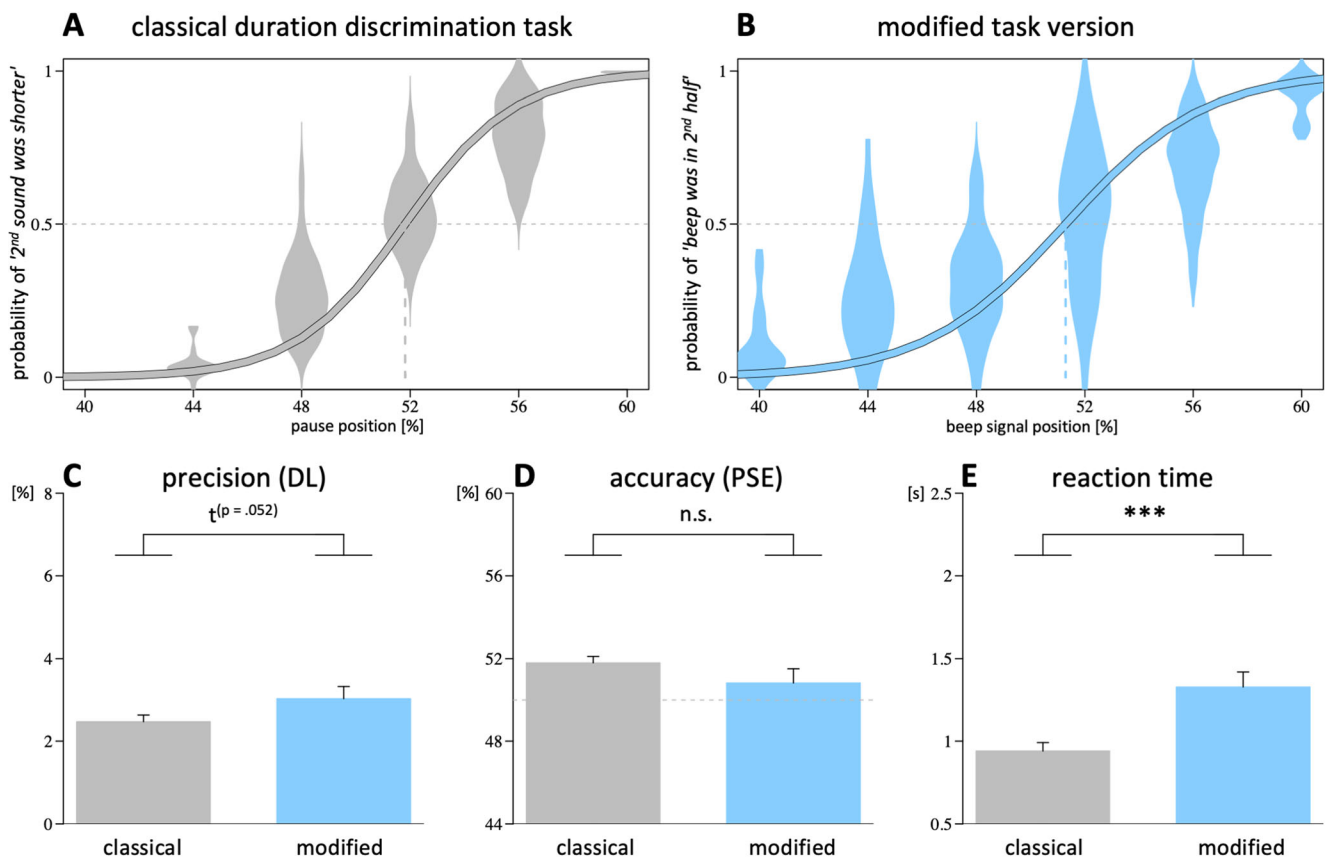 A classical duration discrimination task
probability of '2nd sound was shorter'
1
0.5
0
40 44 48 52 56 60
pause position [%]
B modified task version
probability of 'beep was in 2nd half'
1
0.5
0
40 44 48 52 56 60
beep signal position [%]
C precision (DL)
[%] 8
6
4
2
0
t(p = .052)
classical modified
D accuracy (PSE)
[%] 60
56
52
48
44
n.s.
classical modified
E reaction time
[s] 2.5
2
1.5
1
0.5
***
classical modified